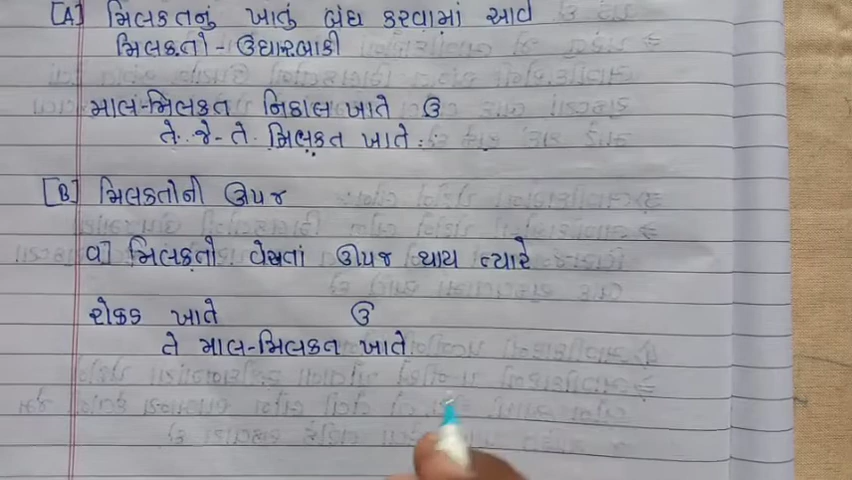 [A] મિલકતનું ખાતું બંધ કરવામાં આવે
મિલકતો - ઉધારબાકી
માલ-મિલકત નિકાલ ખાતે ઉ
તે. જે-તે. મિલકત ખાતે.
[B] મિલકતોની ઊપજ
a] મિલકતો વેચતાં ઊપજ થાય ત્યારે
રોકડ ખાતે ઉ
તે માલ-મિલકત ખાતે